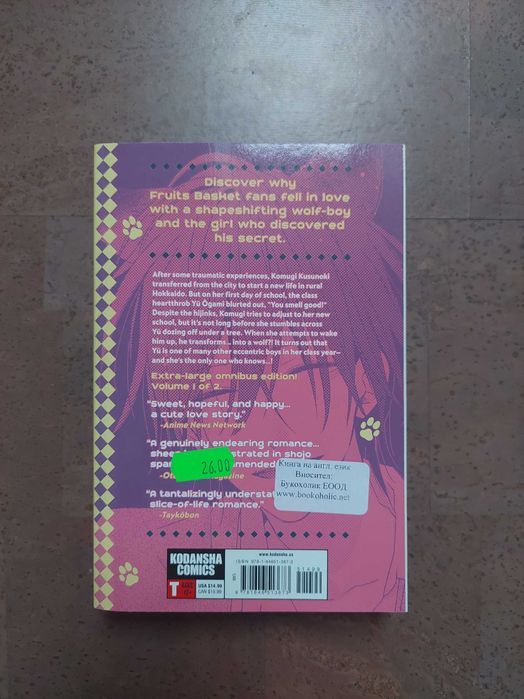 Discover why
Fruits Basket fans fell in love
with a shapeshifting wolf-boy
and the girl who discovered
his secret.
After some traumatic experiences, Komugi Kusunoki
transferred from the city to start a new life in rural
Hokkaido. But on her first day of school, the class
heartthrob Yū Ōgami blurted out, "You smell good!"
Despite the hijinks, Komugi tries to adjust to her new
school, but it's not long before she stumbles across
Yū dozing off under a tree. When she attempts to wake
him up, he transforms...into a wolf?! It turns out that
Yū is one of many other eccentric boys in her class year—
and she's the only one who knows...!
Extra-large omnibus edition!
Volume 1 of 2.
"Sweet, hopeful, and happy...
a cute love story."
-Anime News Network
"A genuinely endearing romance...
in shojo
26.00
Книга на англ. език
Вносител:
Букохолик ЕООД
www.bookoholic.net
"A tantalizingly
slice-of-life romance."
-Taykobon
KODANSHA
COMICS
T
USA $14.99
CAN $19.99
www.kodansha.us
51499